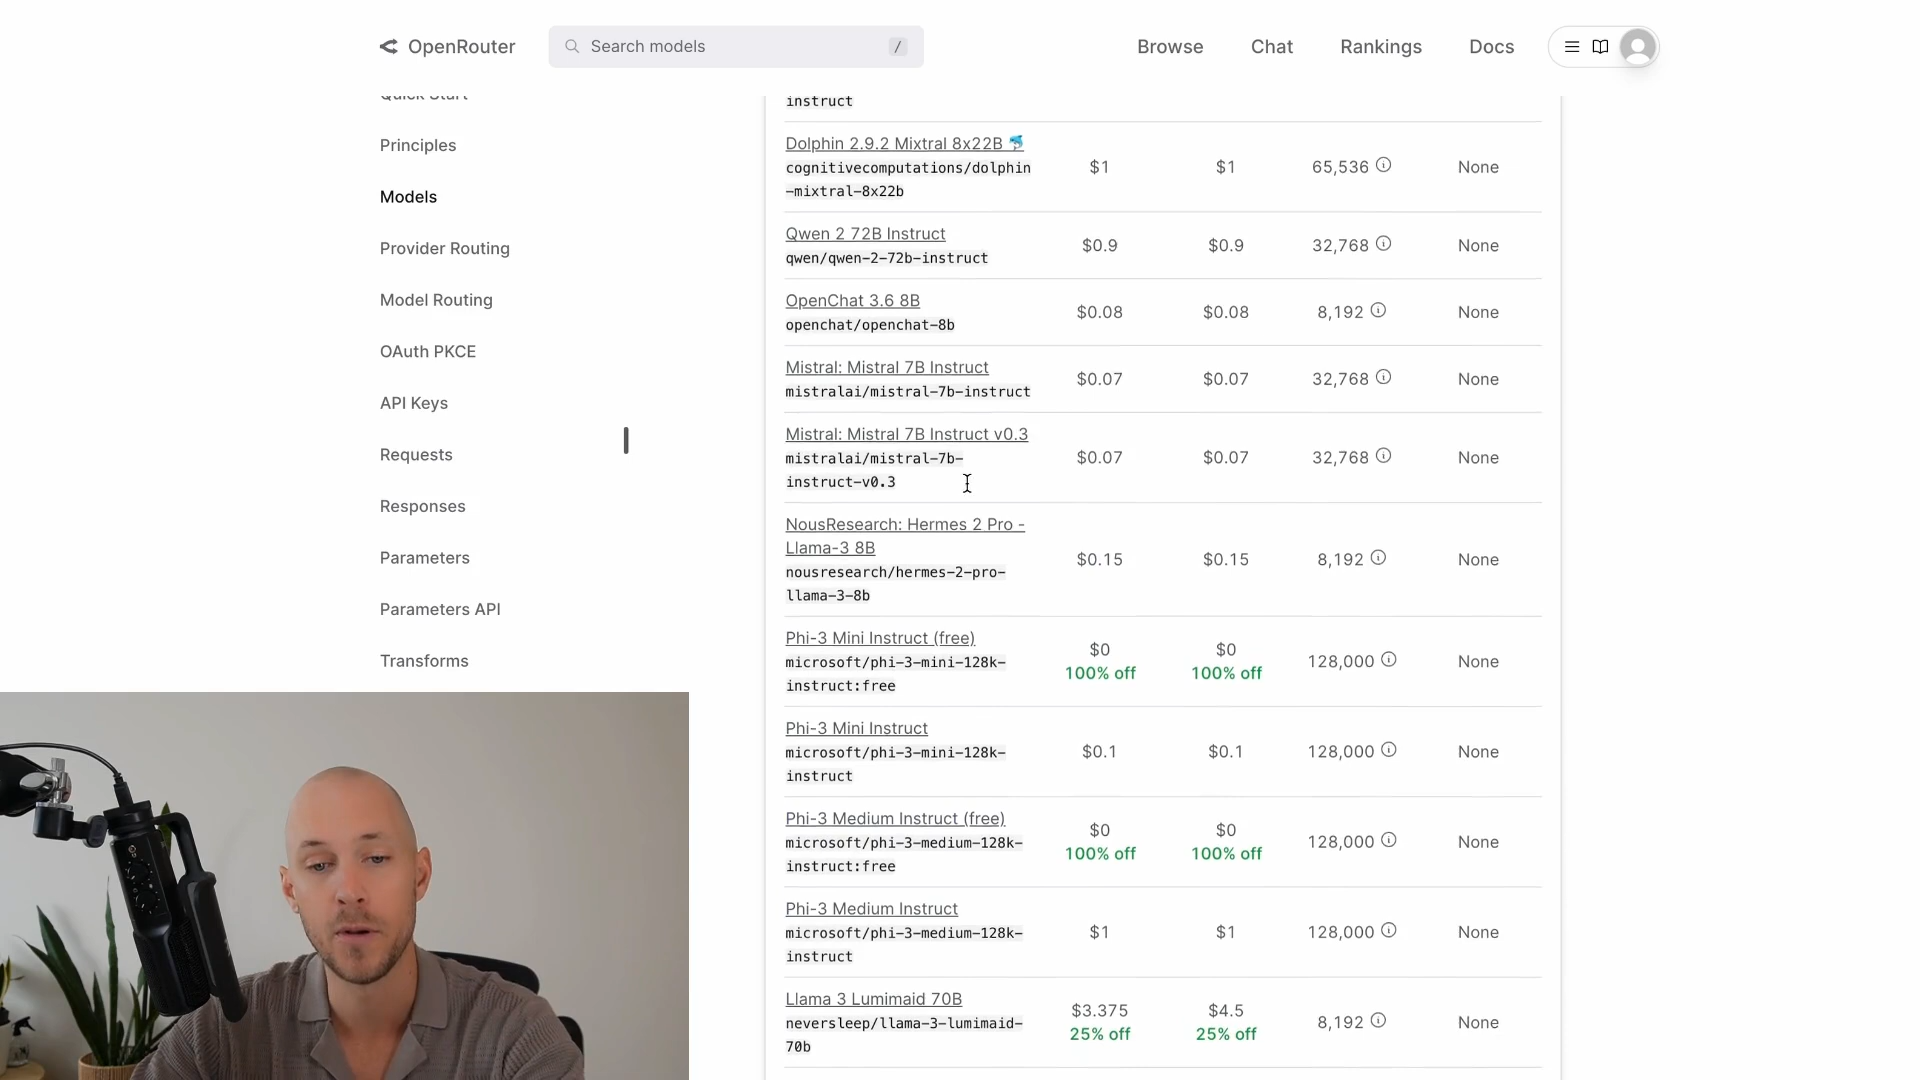 OpenRouter
Search models
/
Browse
Chat
Rankings
Docs
Quick Start
Principles
Models
Provider Routing
Model Routing
OAuth PKCE
API Keys
Requests
Responses
Parameters
Parameters API
Transforms
instruct
Dolphin 2.9.2 Mixtral 8x22B 🐬
cognitivecomputations/dolphin
-mixtral-8x22b
$1
$1
65,536
None
Qwen 2 72B Instruct
qwen/qwen-2-72b-instruct
$0.9
$0.9
32,768
None
OpenChat 3.6 8B
openchat/openchat-8b
$0.08
$0.08
8,192
None
Mistral: Mistral 7B Instruct
mistralai/mistral-7b-instruct
$0.07
$0.07
32,768
None
Mistral: Mistral 7B Instruct v0.3
mistralai/mistral-7b-
instruct-v0.3
$0.07
$0.07
32,768
None
NousResearch: Hermes 2 Pro -
Llama-3 8B
nousresearch/hermes-2-pro-
llama-3-8b
$0.15
$0.15
8,192
None
Phi-3 Mini Instruct (free)
microsoft/phi-3-mini-128k-
instruct:free
$0
100% off
$0
100% off
128,000
None
Phi-3 Mini Instruct
microsoft/phi-3-mini-128k-
instruct
$0.1
$0.1
128,000
None
Phi-3 Medium Instruct (free)
microsoft/phi-3-medium-128k-
instruct:free
$0
100% off
$0
100% off
128,000
None
Phi-3 Medium Instruct
microsoft/phi-3-medium-128k-
instruct
$1
$1
128,000
None
Llama 3 Lumimaid 70B
neversleep/llama-3-lumimaid-
70b
$3.375
25% off
$4.5
25% off
8,192
None